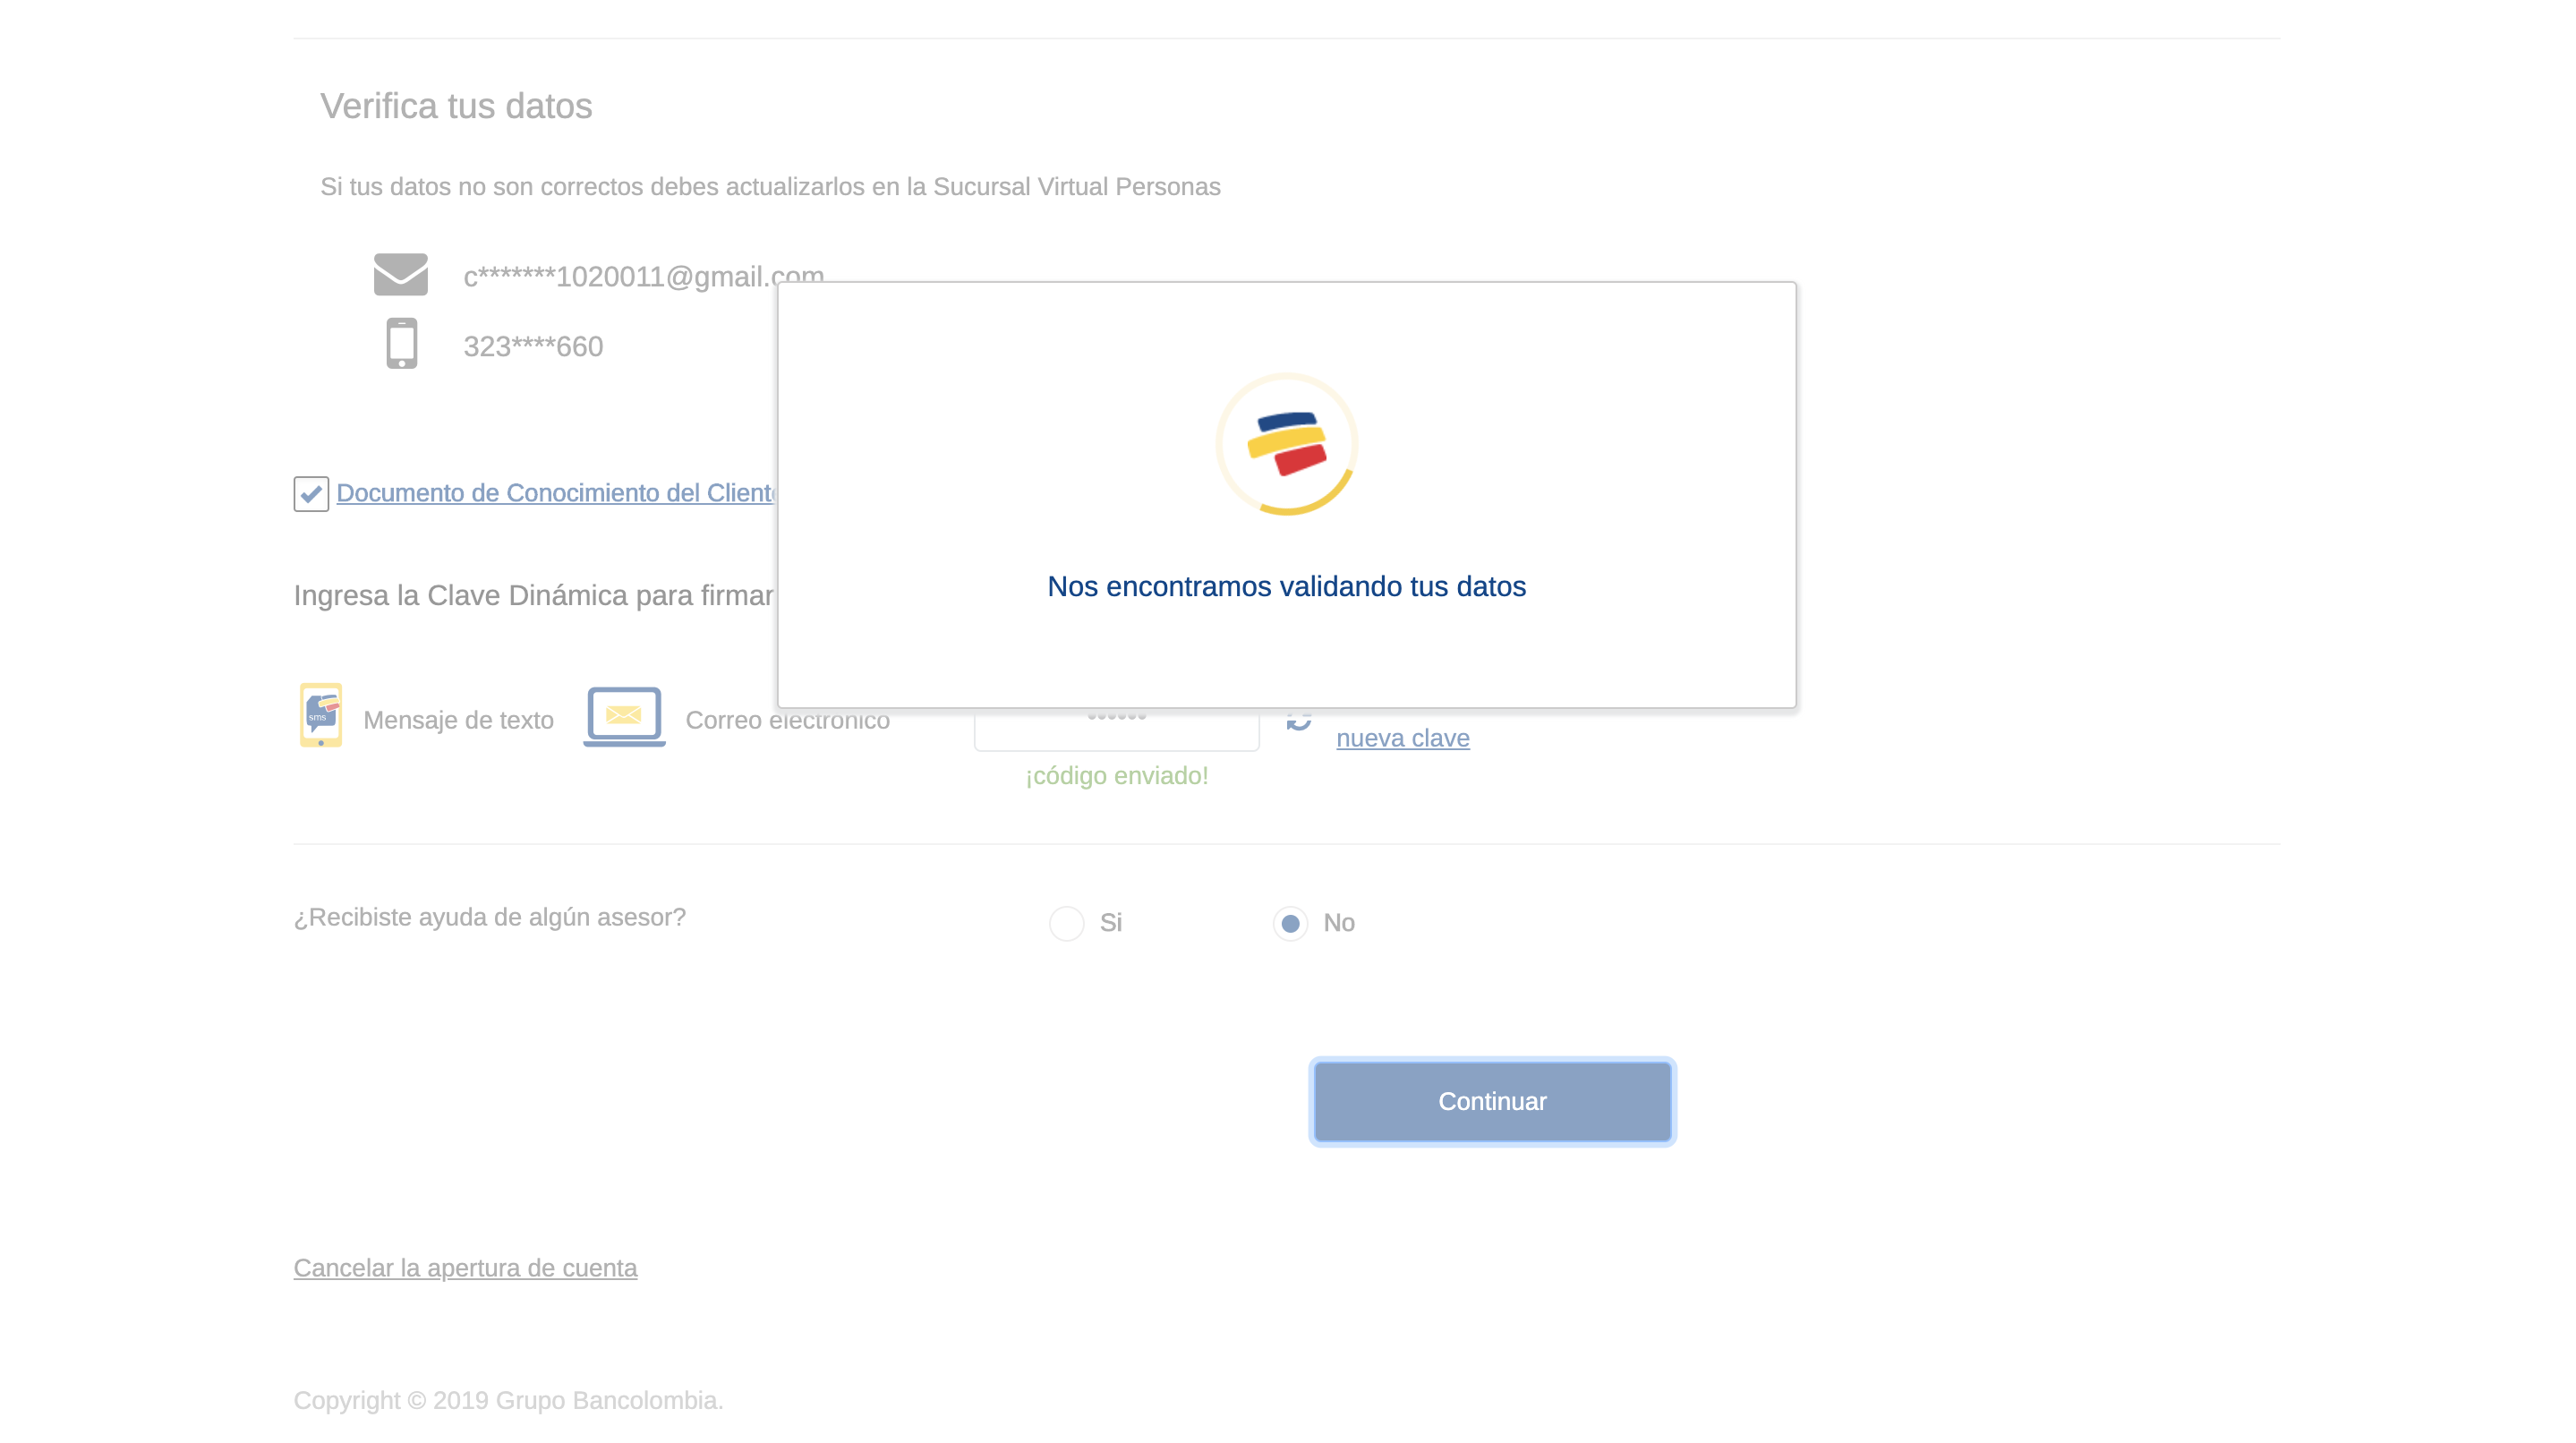 Verifica tus datos
Si tus datos no son correctos debes actualizarlos en la Sucursal Virtual Personas
c*******1020011@gmail.com
323****660
Nos encontramos validando tus datos
Documento de Conocimiento del Cliente
Ingresa la Clave Dinámica para firmar
sms
Mensaje de texto
Correo electrónico
••••••
nueva clave
¡código enviado!
¿Recibiste ayuda de algún asesor?
Si
No
Continuar
Cancelar la apertura de cuenta
Copyright © 2019 Grupo Bancolombia.